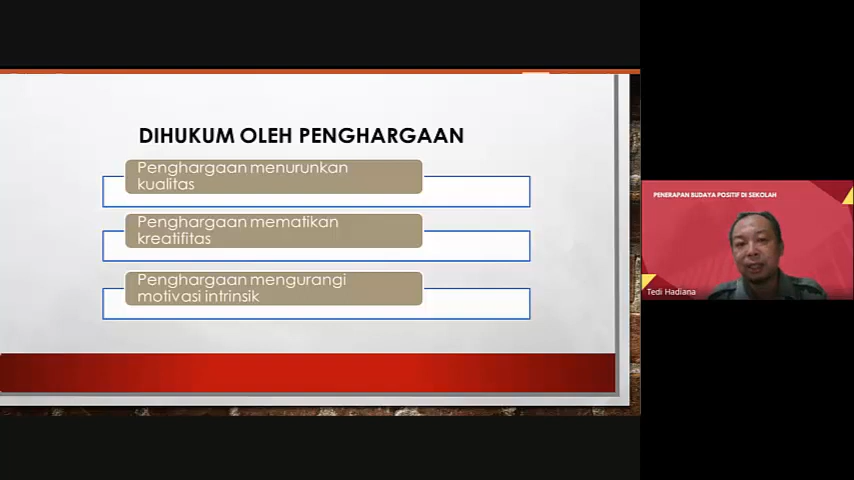 DIHUKUM OLEH PENGHARGAAN
Penghargaan menurunkan
kualitas
Penghargaan mematikan
kreatifitas
Penghargaan mengurangi
motivasi intrinsik
PENERAPAN BUDAYA POSITIF DI SEKOLAH
Tedi Hadiana